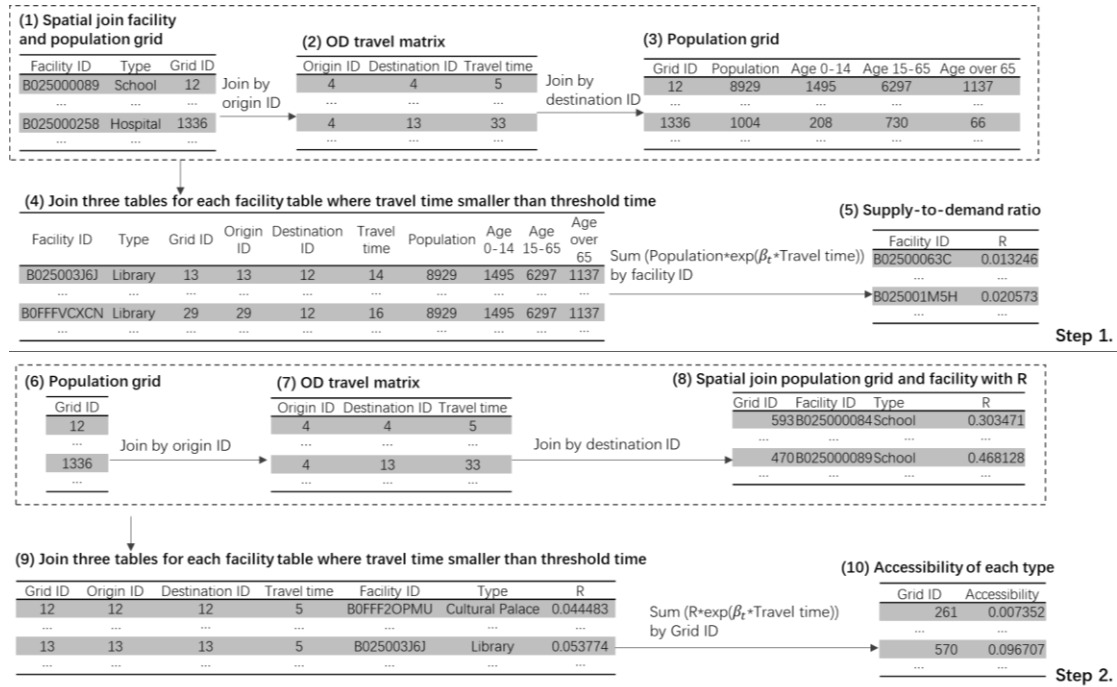 (1) Spatial join facility
and population grid
Facility ID Type Grid ID
B025000089 School 12
... ... ...
B025000258 Hospital 1336
... ... ...
Join by
origin ID
(2) OD travel matrix
Origin ID Destination ID Travel time
4 4 5
... ... ...
4 13 33
... ... ...
Join by
destination ID
(3) Population grid
Grid ID Population Age 0-14 Age 15-65 Age over 65
12 8929 1495 6297 1137
... ... ... ... ...
1336 1004 208 730 66
... ... ... ... ...
(4) Join three tables for each facility table where travel time smaller than threshold time
Facility ID Type Grid ID Origin ID Destination ID Travel time Population Age 0-14 Age 15-65 Age over 65
B025003J6J Library 13 13 12 14 8929 1495 6297 1137
... ... ... ... ... ... ... ... ... ...
B0FFFVCXCN Library 29 29 12 16 8929 1495 6297 1137
... ... ... ... ... ... ... ... ... ...
Sum (Population*exp(βt*Travel time))
by facility ID
(5) Supply-to-demand ratio
Facility ID R
B02500063C 0.013246
... ...
B025001M5H 0.020573
... ...
Step 1.
(6) Population grid
Grid ID
12
...
1336
...
Join by origin ID
(7) OD travel matrix
Origin ID Destination ID Travel time
4 4 5
... ... ...
4 13 33
... ... ...
Join by destination ID
(8) Spatial join population grid and facility with R
Grid ID Facility ID Type R
593 B025000084 School 0.303471
... ... ... ...
470 B025000089 School 0.468128
... ... ... ...
(9) Join three tables for each facility table where travel time smaller than threshold time
Grid ID Origin ID Destination ID Travel time Facility ID Type R
12 12 12 5 B0FFF2OPMU Cultural Palace 0.044483
... ... ... ... ... ... ...
13 13 13 5 B025003J6J Library 0.053774
... ... ... ... ... ... ...
Sum (R*exp(βt*Travel time))
by Grid ID
(10) Accessibility of each type
Grid ID Accessibility
261 0.007352
... ...
570 0.096707
... ...
Step 2.